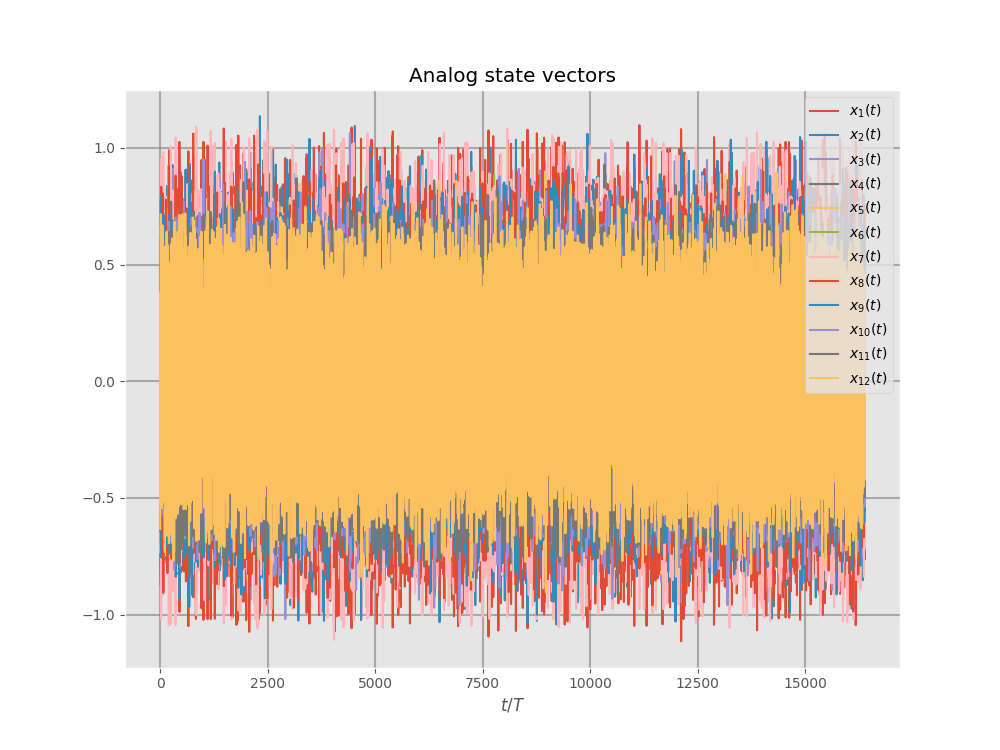 Analog state vectors
1.0
0.5
0.0
−0.5
−1.0
0 2500 5000 7500 10000 12500 15000
t/T
x₁(t)
x₂(t)
x₃(t)
x₄(t)
x₅(t)
x₆(t)
x₇(t)
x₈(t)
x₉(t)
x₁₀(t)
x₁₁(t)
x₁₂(t)